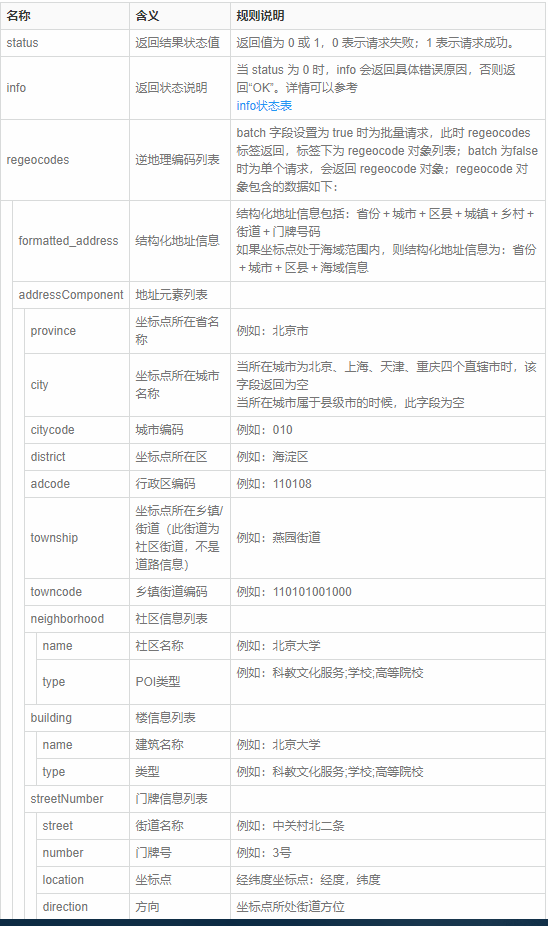 名称 含义 规则说明
status 返回结果状态值 返回值为 0 或 1，0 表示请求失败；1 表示请求成功。
info 返回状态说明 当 status 为 0 时，info 会返回具体错误原因，否则返
回“OK”。详情可以参考
info状态表
regeocodes 逆地理编码列表 batch 字段设置为 true 时为批量请求，此时 regeocodes
标签返回，标签下为 regeocode 对象列表；batch 为false
时为单个请求，会返回 regeocode 对象；regeocode 对
象包含的数据如下：
formatted_address 结构化地址信息 结构化地址信息包括：省份＋城市＋区县＋城镇＋乡村＋
街道＋门牌号码
如果坐标点处于海域范围内，则结构化地址信息为：省份
＋城市＋区县＋海域信息
addressComponent 地址元素列表
province 坐标点所在省名
称 例如：北京市
city 坐标点所在城市
名称 当所在城市为北京、上海、天津、重庆四个直辖市时，该
字段返回为空
当所在城市属于县级市的时候，此字段为空
citycode 城市编码 例如：010
district 坐标点所在区 例如：海淀区
adcode 行政区编码 例如：110108
township 坐标点所在乡镇/
街道（此街道为
社区街道，不是
道路信息） 例如：燕园街道
towncode 乡镇街道编码 例如：110101001000
neighborhood 社区信息列表
name 社区名称 例如：北京大学
type POI类型 例如：科教文化服务;学校;高等院校
building 楼信息列表
name 建筑名称 例如：北京大学
type 类型 例如：科教文化服务;学校;高等院校
streetNumber 门牌信息列表
street 街道名称 例如：中关村北二条
number 门牌号 例如：3号
location 坐标点 经纬度坐标点：经度，纬度
direction 方向 坐标点所处街道方位